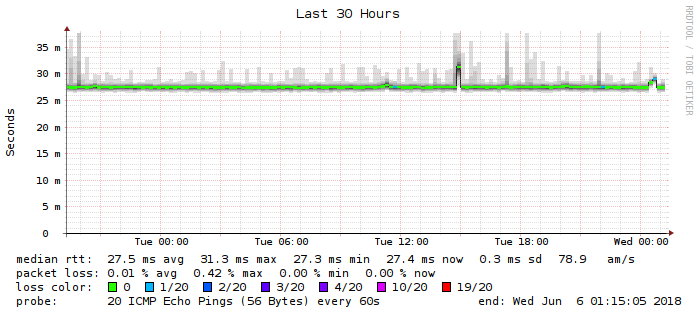 Last 30 Hours
RRDTOOL / TOBI OETIKER
Seconds
35 m
30 m
25 m
20 m
15 m
10 m
5 m
0
Tue 00:00 Tue 06:00 Tue 12:00 Tue 18:00 Wed 00:00
median rtt: 27.5 ms avg 31.3 ms max 27.3 ms min 27.4 ms now 0.3 ms sd 78.9 am/s
packet loss: 0.01 % avg 0.42 % max 0.00 % min 0.00 % now
loss color: 0 1/20 2/20 3/20 4/20 10/20 19/20
probe: 20 ICMP Echo Pings (56 Bytes) every 60s end: Wed Jun 6 01:15:05 2018